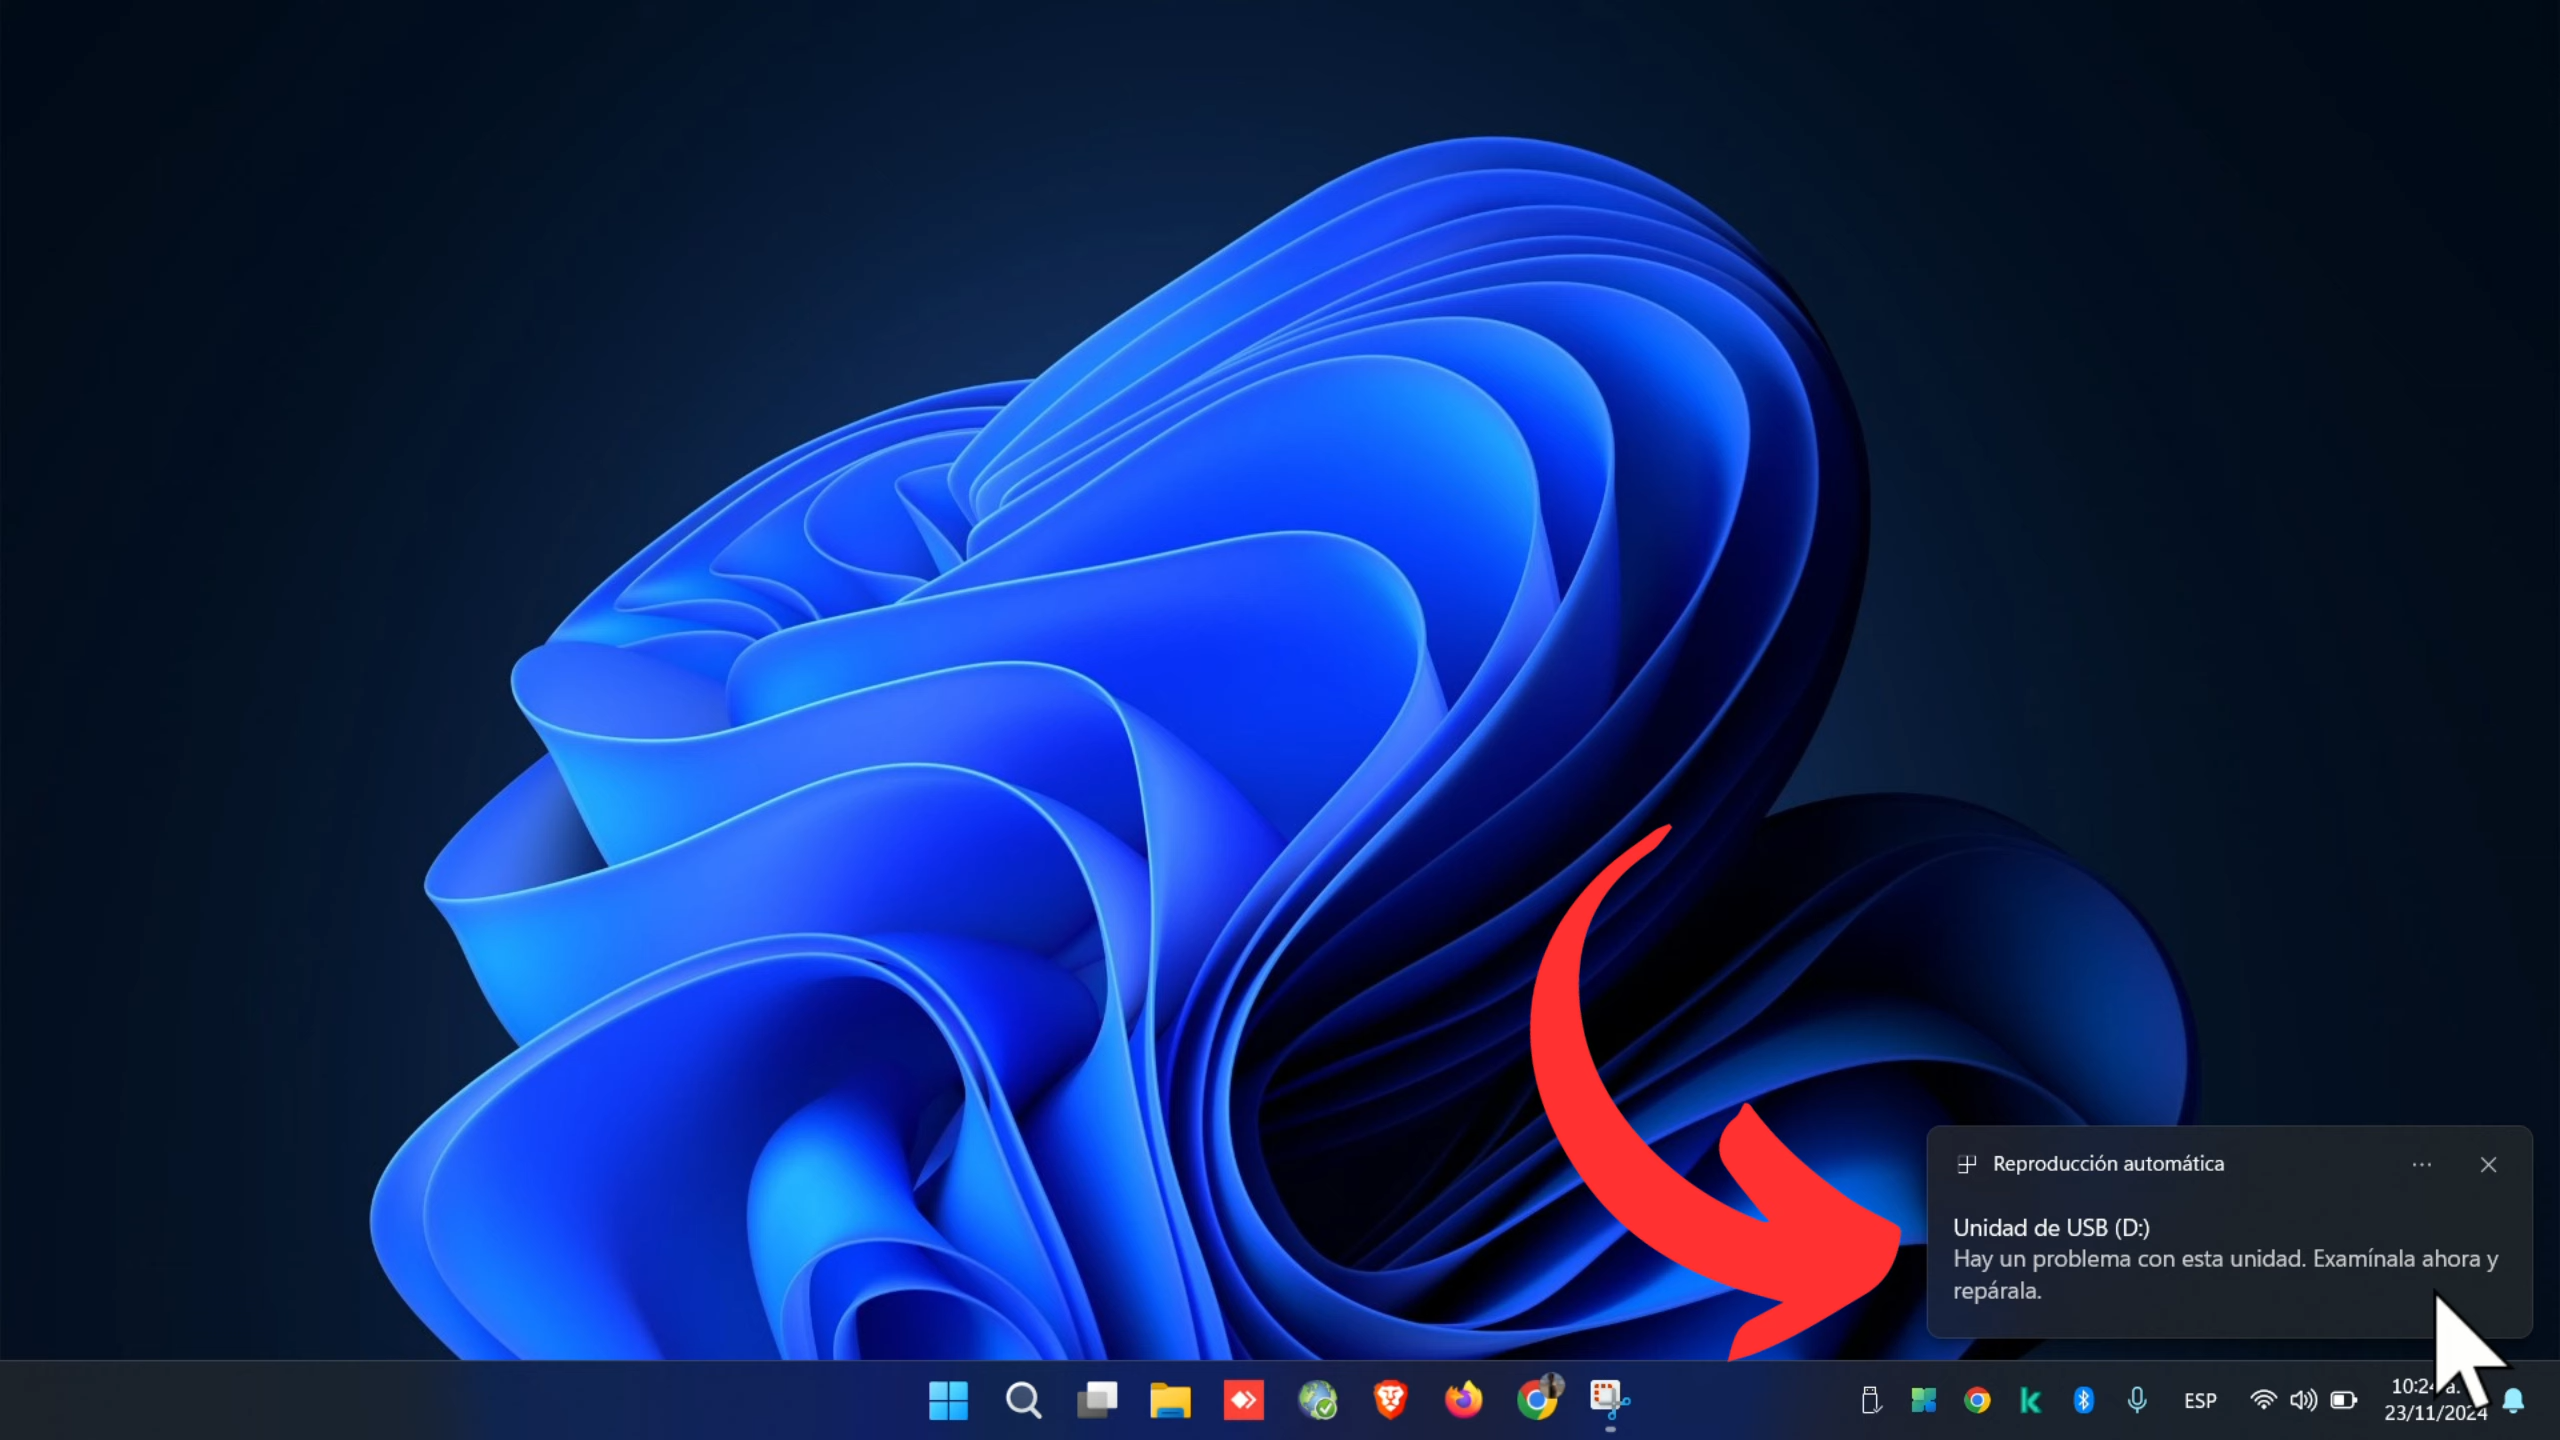 Reproducción automática
Unidad de USB (D:)
Hay un problema con esta unidad. Examínala ahora y
repárala.
ESP
10:24 a.
23/11/2024